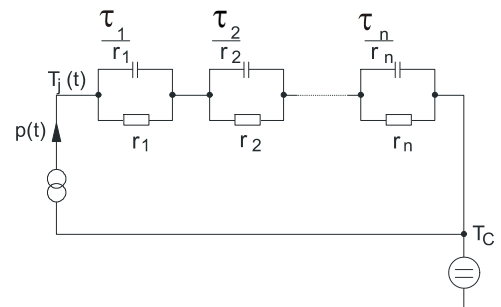 τ1/r1 τ2/r2 τn/rn
Tj(t)
p(t)
r1 r2 rn
TC